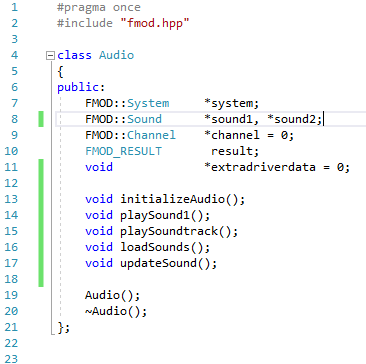 1 #pragma once
2 #include "fmod.hpp"
3
4 class Audio
5 {
6 public:
7 FMOD::System *system;
8 FMOD::Sound *sound1, *sound2;
9 FMOD::Channel *channel = 0;
10 FMOD_RESULT result;
11 void *extradriverdata = 0;
12
13 void initializeAudio();
14 void playSound1();
15 void playSoundtrack();
16 void loadSounds();
17 void updateSound();
18
19 Audio();
20 ~Audio();
21 };
22
23